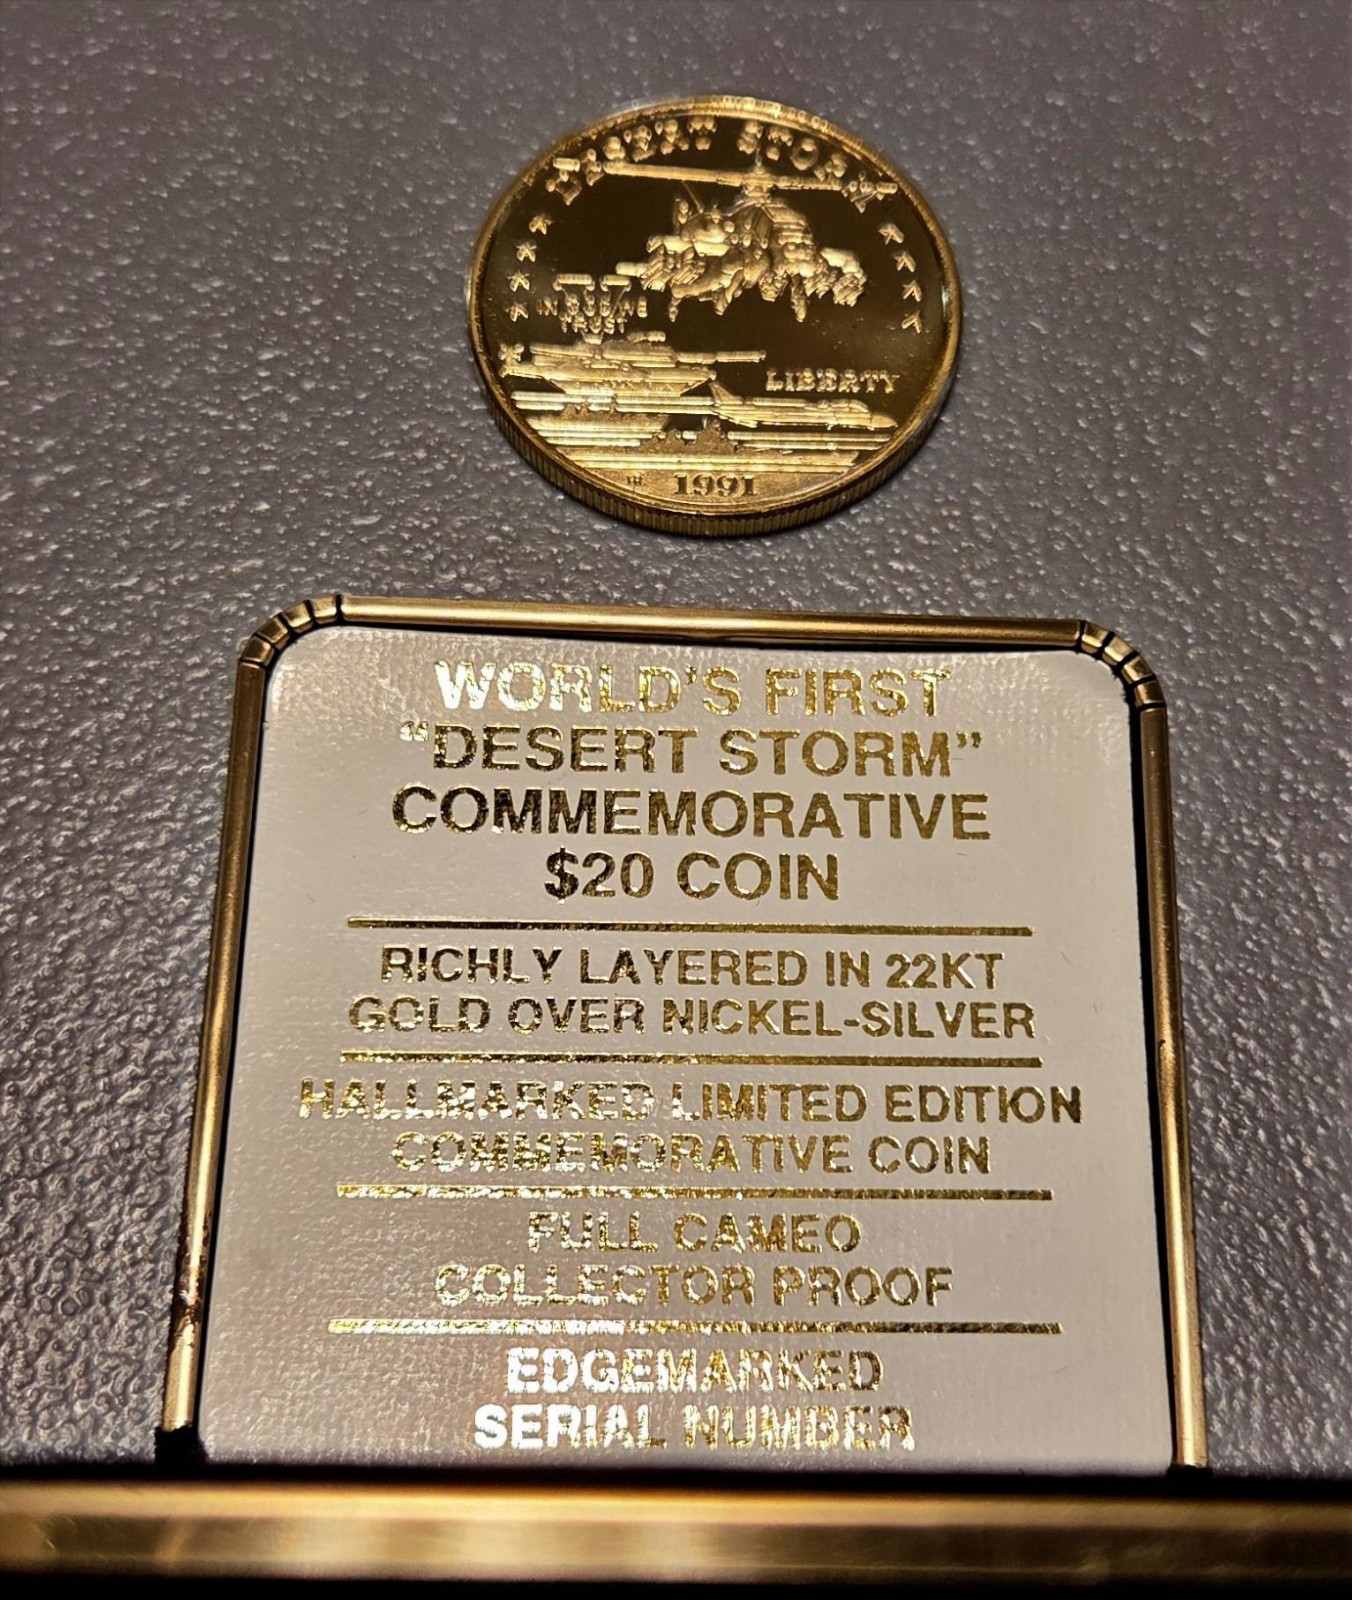 DESERT STORM
IN GOD WE
TRUST
LIBERTY
1991
WORLD'S FIRST
“DESERT STORM”
COMMEMORATIVE
$20 COIN
RICHLY LAYERED IN 22KT
GOLD OVER NICKEL-SILVER
HALLMARKED LIMITED EDITION
COMMEMORATIVE COIN
FULL CAMEO
COLLECTOR PROOF
EDGEMARKED
SERIAL NUMBER